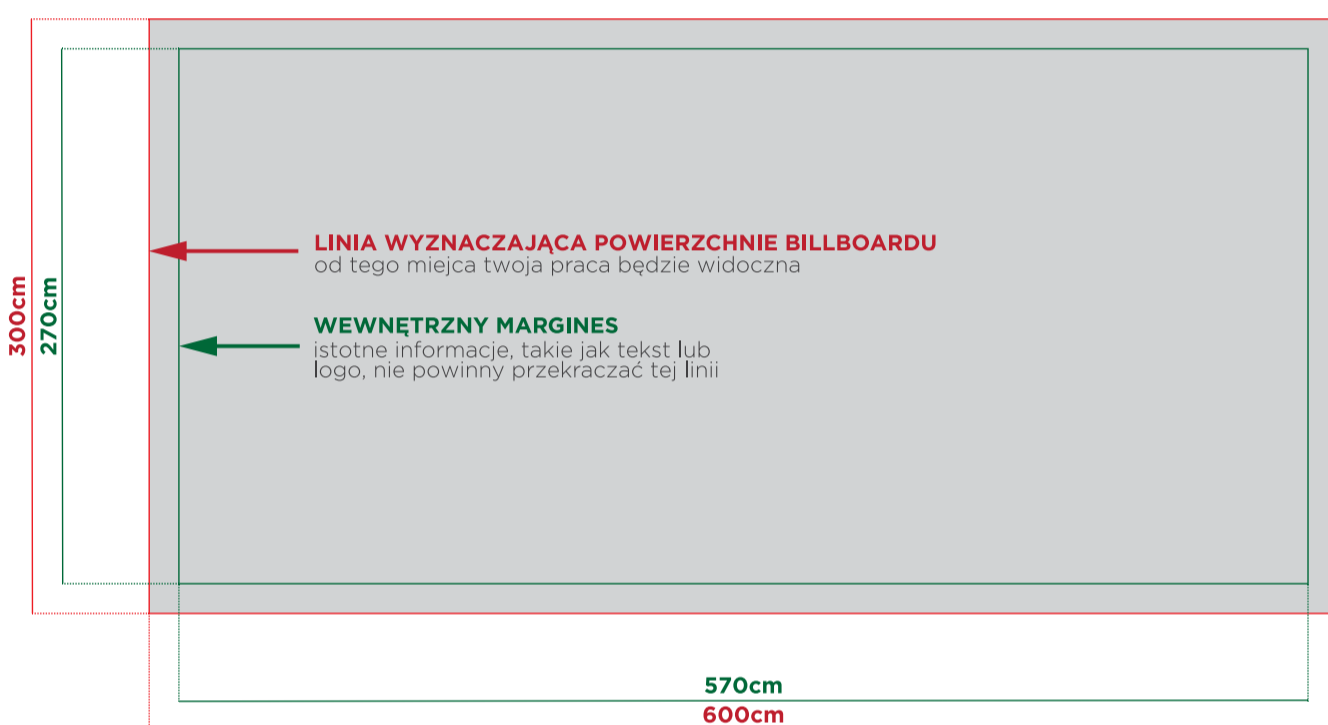 LINIA WYZNACZAJĄCA POWIERZCHNIE BILLBOARDU
od tego miejca twoja praca będzie widoczna
WEWNĘTRZNY MARGINES
istotne informacje, takie jak tekst lub
logo, nie powinny przekraczać tej linii
300cm
270cm
570cm
600cm